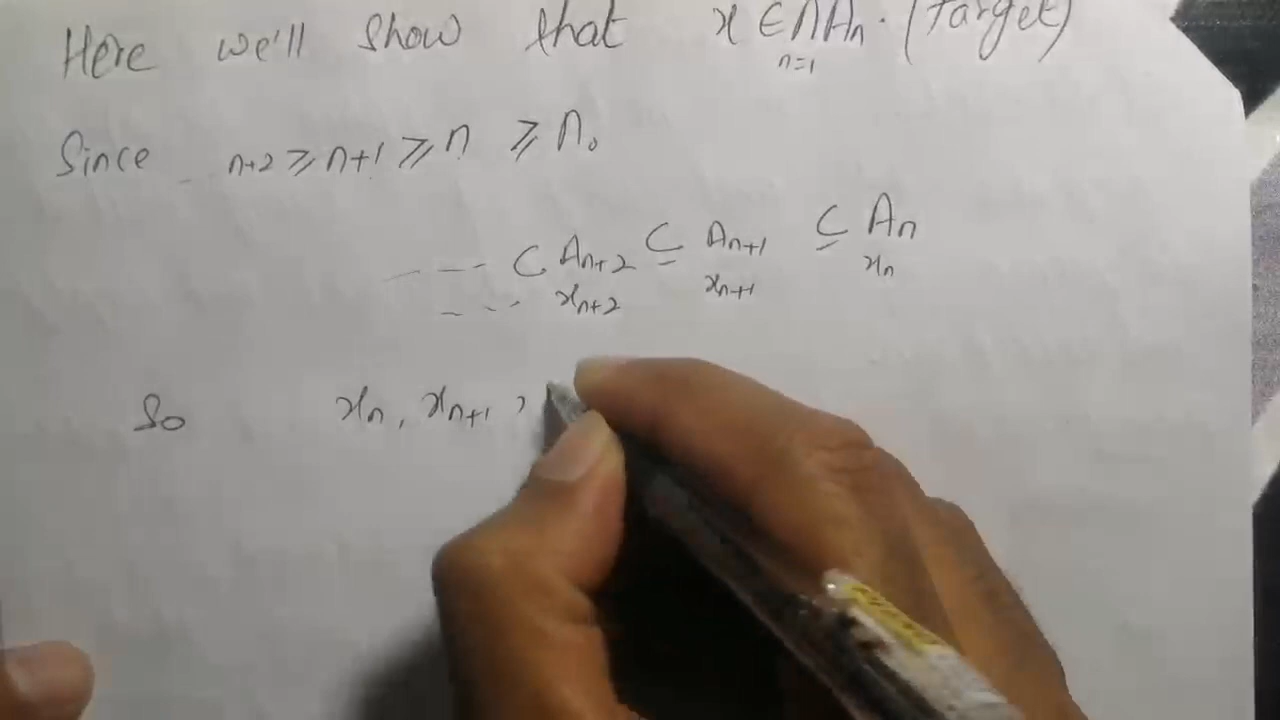 Here we'll show that x ∈ ∩ An. (Target)
n=1
Since n+2 ≥ n+1 ≥ n ≥ n₀
--- ⊂ An+2 ⊆ An+1 ⊆ An
--- xn+2 xn+1 xn
So xn, xn+1,